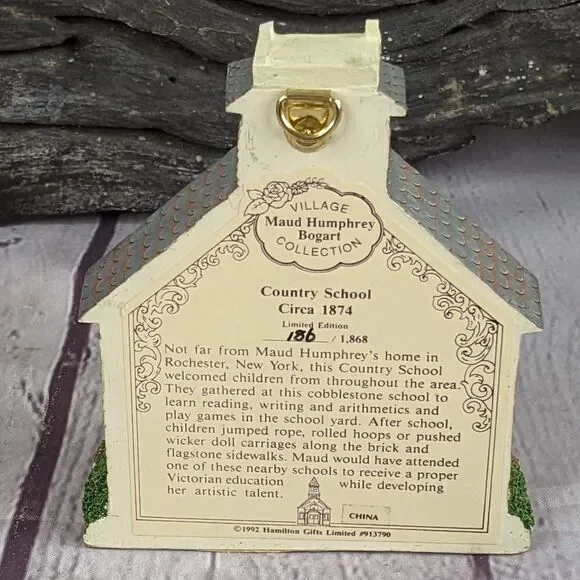 VILLAGE
Maud Humphrey
Bogart
COLLECTION
Country School
Circa 1874
Limited Edition
186 / 1,868
Not far from Maud Humphrey's home in
Rochester, New York, this Country School
welcomed children from throughout the area.
They gathered at this cobblestone school to
learn reading, writing and arithmetics and
play games in the school yard. After school,
children jumped rope, rolled hoops or pushed
wicker doll carriages along the brick and
flagstone sidewalks. Maud would have attended
one of these nearby schools to receive a proper
Victorian education while developing
her artistic talent.
CHINA
©1992 Hamilton Gifts Limited #913790